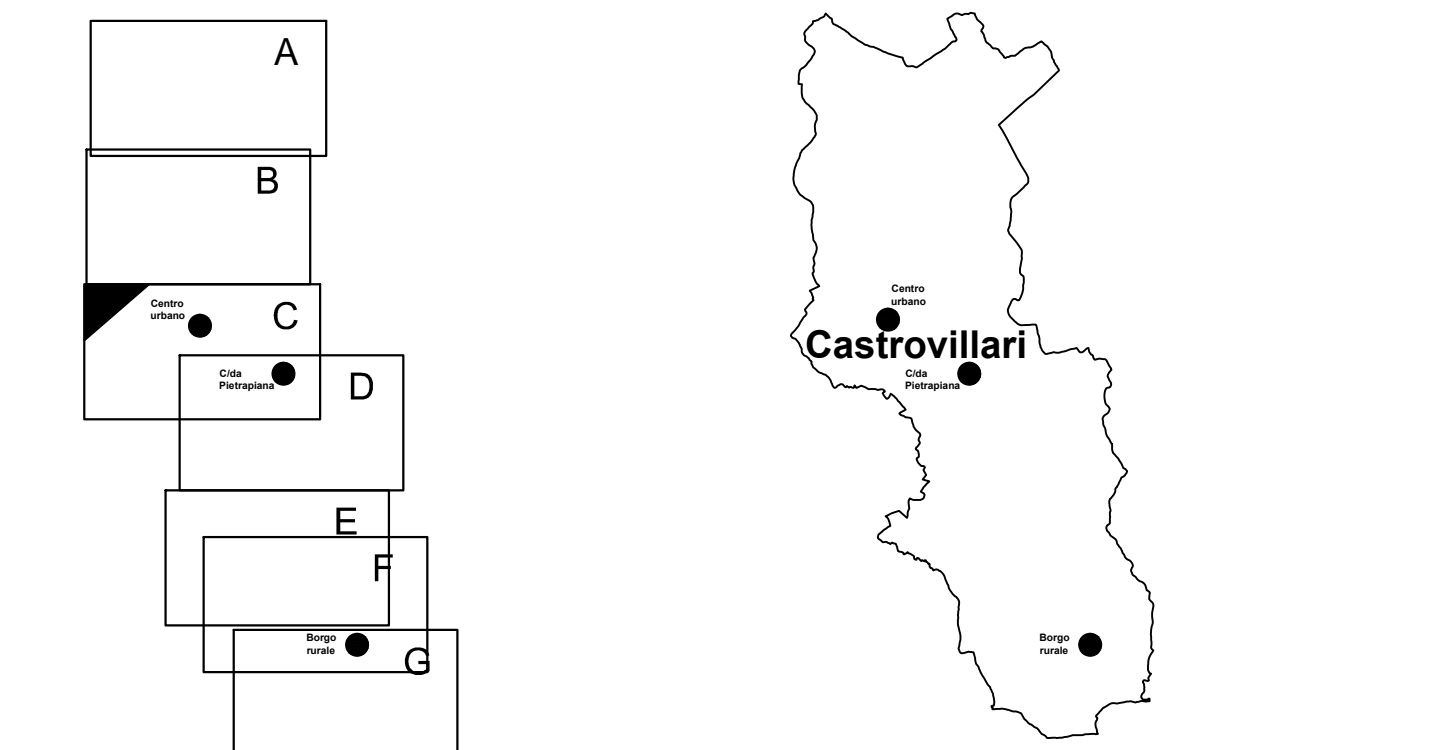 A
B
Centro
urbano
C
C/da
Pietrapiana
D
E
F
Borgo
rurale
G
Centro
urbano
Castrovillari
C/da
Pietrapiana
Borgo
rurale